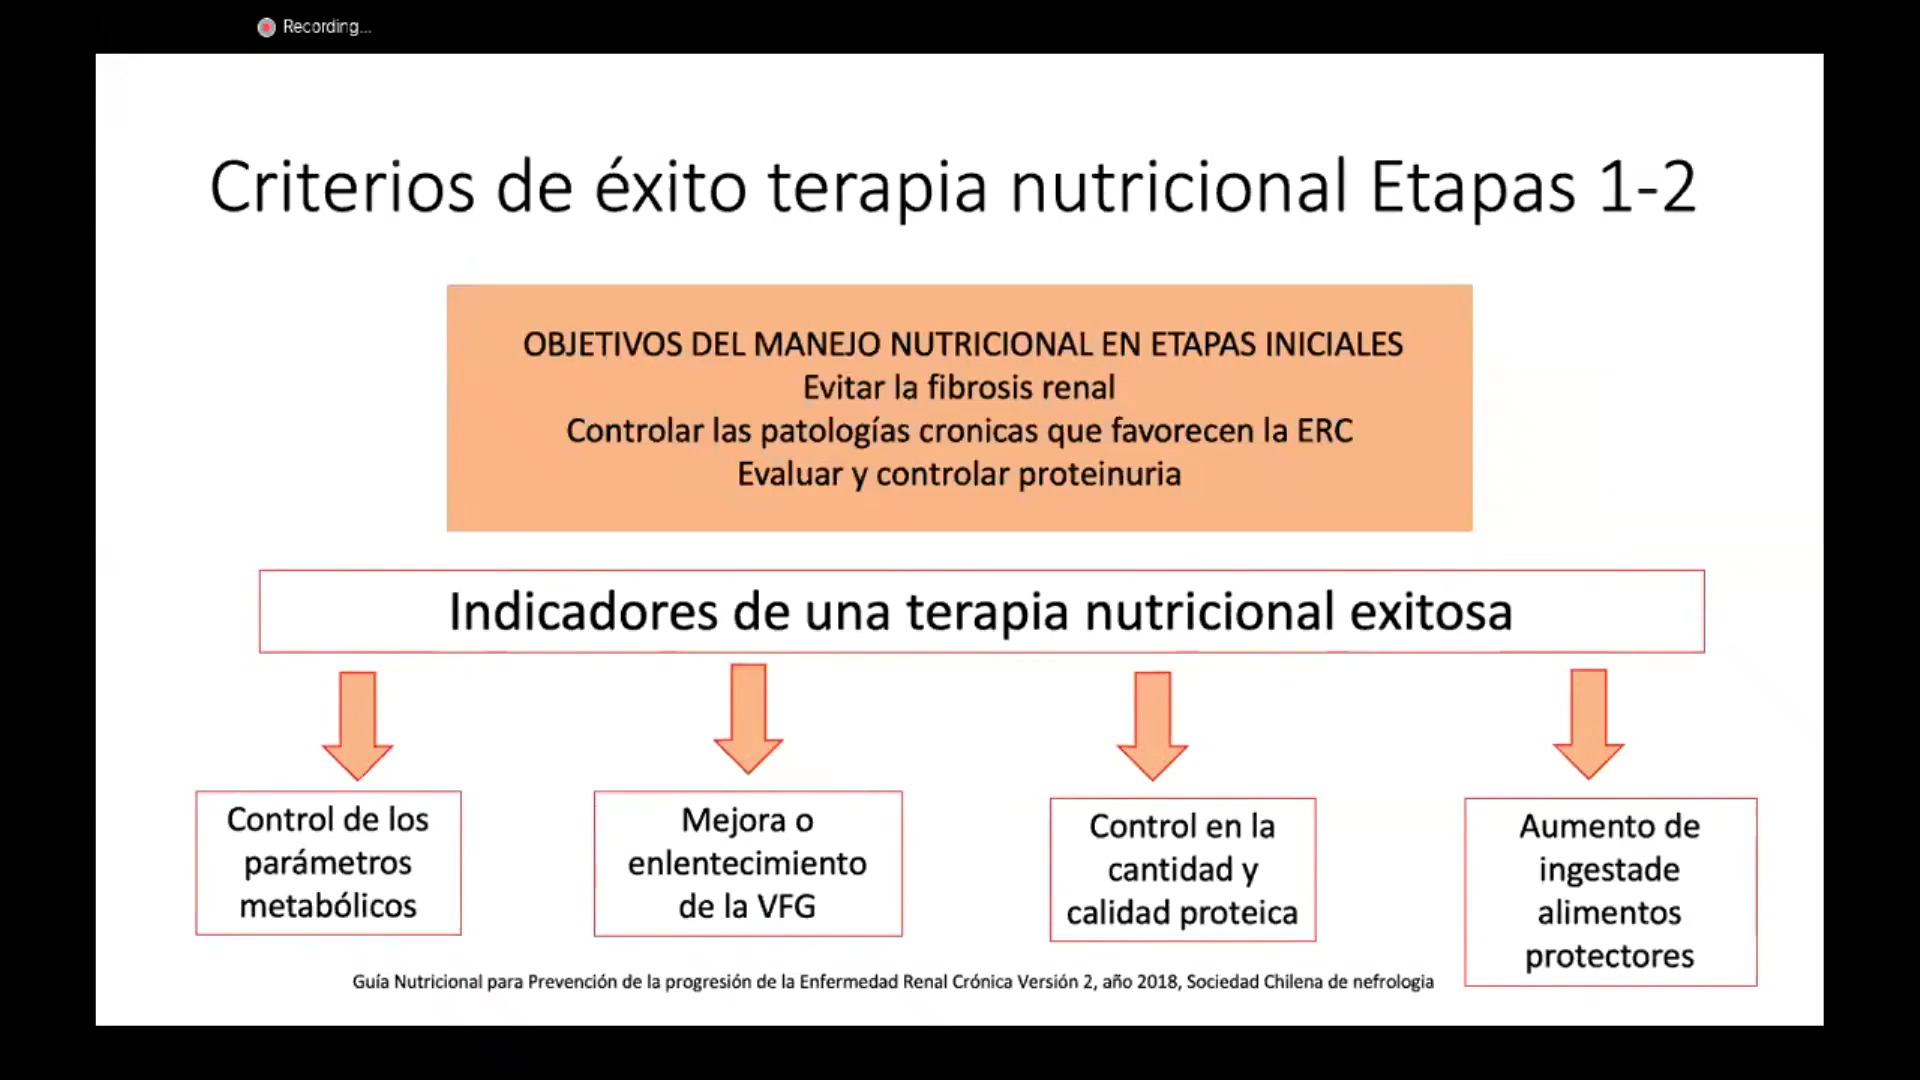 Recording...
Criterios de éxito terapia nutricional Etapas 1-2
OBJETIVOS DEL MANEJO NUTRICIONAL EN ETAPAS INICIALES
Evitar la fibrosis renal
Controlar las patologías cronicas que favorecen la ERC
Evaluar y controlar proteinuria
Indicadores de una terapia nutricional exitosa
Control de los
parámetros
metabólicos
Mejora o
enlentecimiento
de la VFG
Control en la
cantidad y
calidad proteica
Aumento de
ingestade
alimentos
protectores
Guía Nutricional para Prevención de la progresión de la Enfermedad Renal Crónica Versión 2, año 2018, Sociedad Chilena de nefrologia